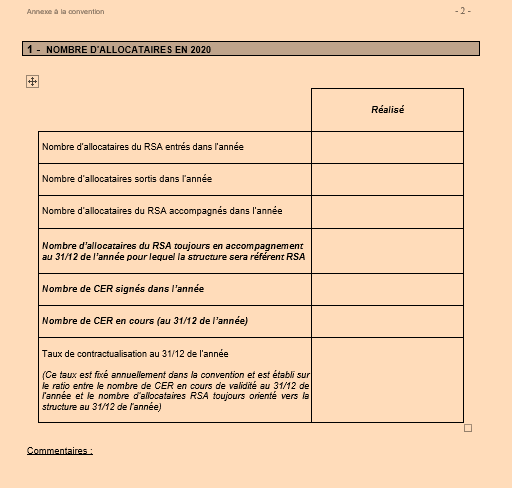 Annexe à la convention
- 2 -
1 - NOMBRE D'ALLOCATAIRES EN 2020
Réalisé
Nombre d'allocataires du RSA entrés dans l'année
Nombre d'allocataires sortis dans l'année
Nombre d'allocataires du RSA accompagnés dans l'année
Nombre d'allocataires du RSA toujours en accompagnement
au 31/12 de l'année pour lequel la structure sera référent RSA
Nombre de CER signés dans l'année
Nombre de CER en cours (au 31/12 de l'année)
Taux de contractualisation au 31/12 de l'année
(Ce taux est fixé annuellement dans la convention et est établi sur
le ratio entre le nombre de CER en cours de validité au 31/12 de
l'année et le nombre d'allocataires RSA toujours orienté vers la
structure au 31/12 de l'année)
Commentaires :